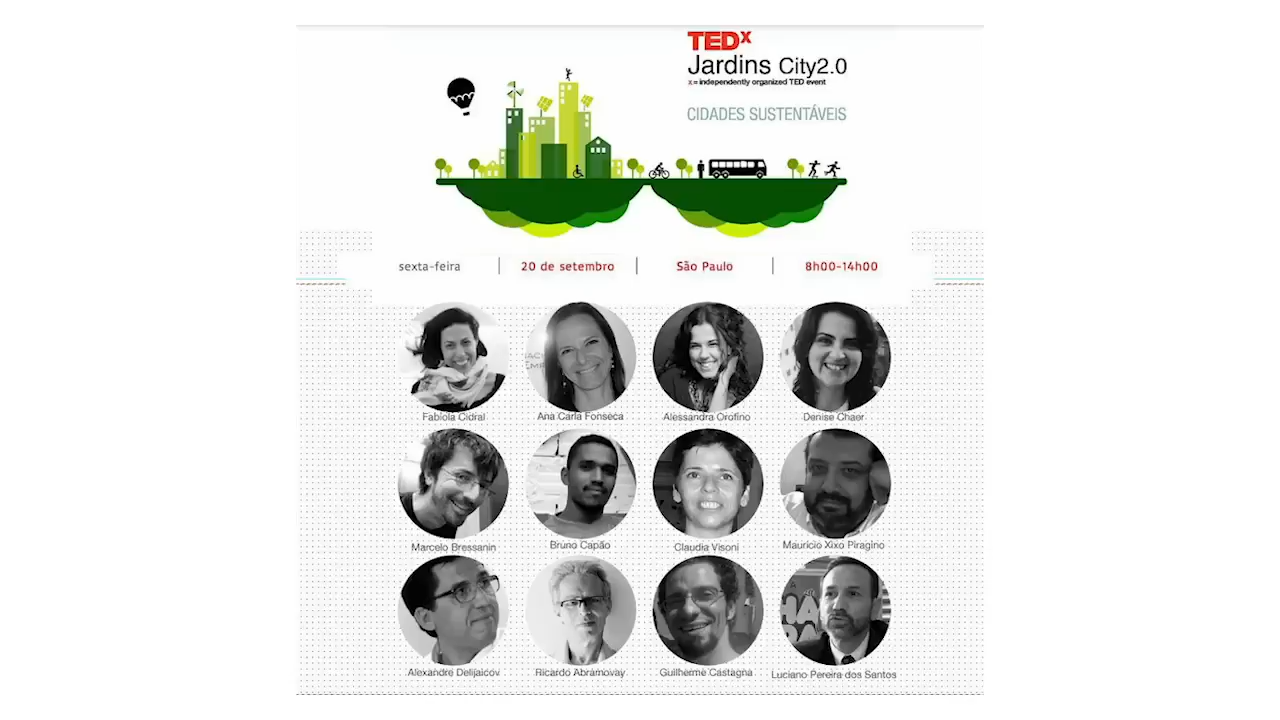 TEDx
Jardins City2.0
x = independently organized TED event
CIDADES SUSTENTÁVEIS
sexta-feira | 20 de setembro | São Paulo | 8h00-14h00
Fabíola Cidral
Ana Carla Fonseca
Alessandra Orofino
Denise Chaer
Marcelo Bressanin
Bruno Capão
Claudia Visoni
Maurício Xixo Piragino
Alexandre Delijaicov
Ricardo Abramovay
Guilherme Castagna
Luciano Pereira dos Santos